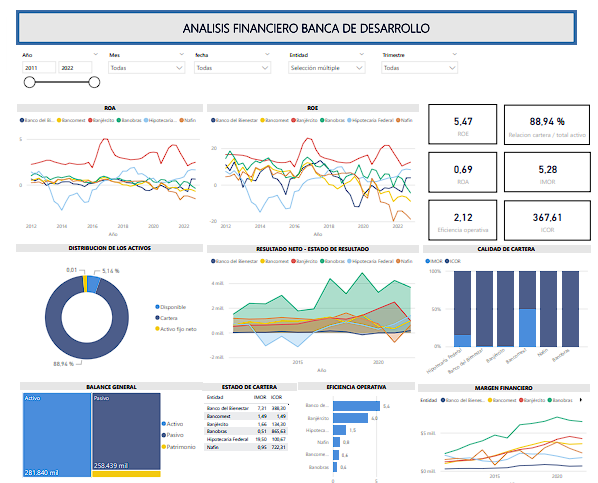 ANALISIS FINANCIERO BANCA DE DESARROLLO
Año Mes fecha Entidad Trimestre
2011 2022 Todas Todas Selección múltiple Todas
ROA
Banco del Bi... Bancomext Banjército Banobras Hipotecaria... Nafin
5
0
2012 2014 2016 2018 2020 2022
Año
ROE
Banco del Bienestar Bancomext Banjército Banobras Hipotecaria Federal Nafin
20
0
-20
2012 2014 2016 2018 2020 2022
Año
5,47
ROE
88,94 %
Relacion cartera / total activo
0,69
ROA
5,28
IMOR
2,12
Eficiencia operativa
367,61
ICOR
DISTRIBUCION DE LOS ACTIVOS
0,01
5,16 %
88,94 %
Disponible
Cartera
Activo fijo neto
RESULTADO NETO - ESTADO DE RESULTADO
Banco del Bienestar Bancomext Banjército Banobras Hipotecaria Federal Nafin
4 mil
2 mil
0 mil
-2 mil
2015 2020
Año
CALIDAD DE CARTERA
IMOR ICOR
100%
50%
0%
Hipotecaria Federal
Banco del Bienestar
Banjército
Bancomext
Nafin
Banobras
BALANCE GENERAL
Activo
281.840 mil
Pasivo
258.439 mil
Activo
Pasivo
Patrimonio
ESTADO DE CARTERA
Entidad IMOR ICOR
Banco del Bienestar 7,31 388,30
Bancomext 1,49 1,49
Banjército 1,66 134,30
Banobras 0,51 865,63
Hipotecaria Federal 19,50 100,67
Nafin 0,95 722,31
EFICIENCIA OPERATIVA
Banco de... 5.4
Banjército 4.0
Hipoteca... 1.5
Nafin 0.8
Bancomext 0.6
Banobras 0.6
MARGEN FINANCIERO
Entidad Banco del Bienes... Bancomext Banjército Banobras
$5 mil
$0 mil
2015 2020
Año